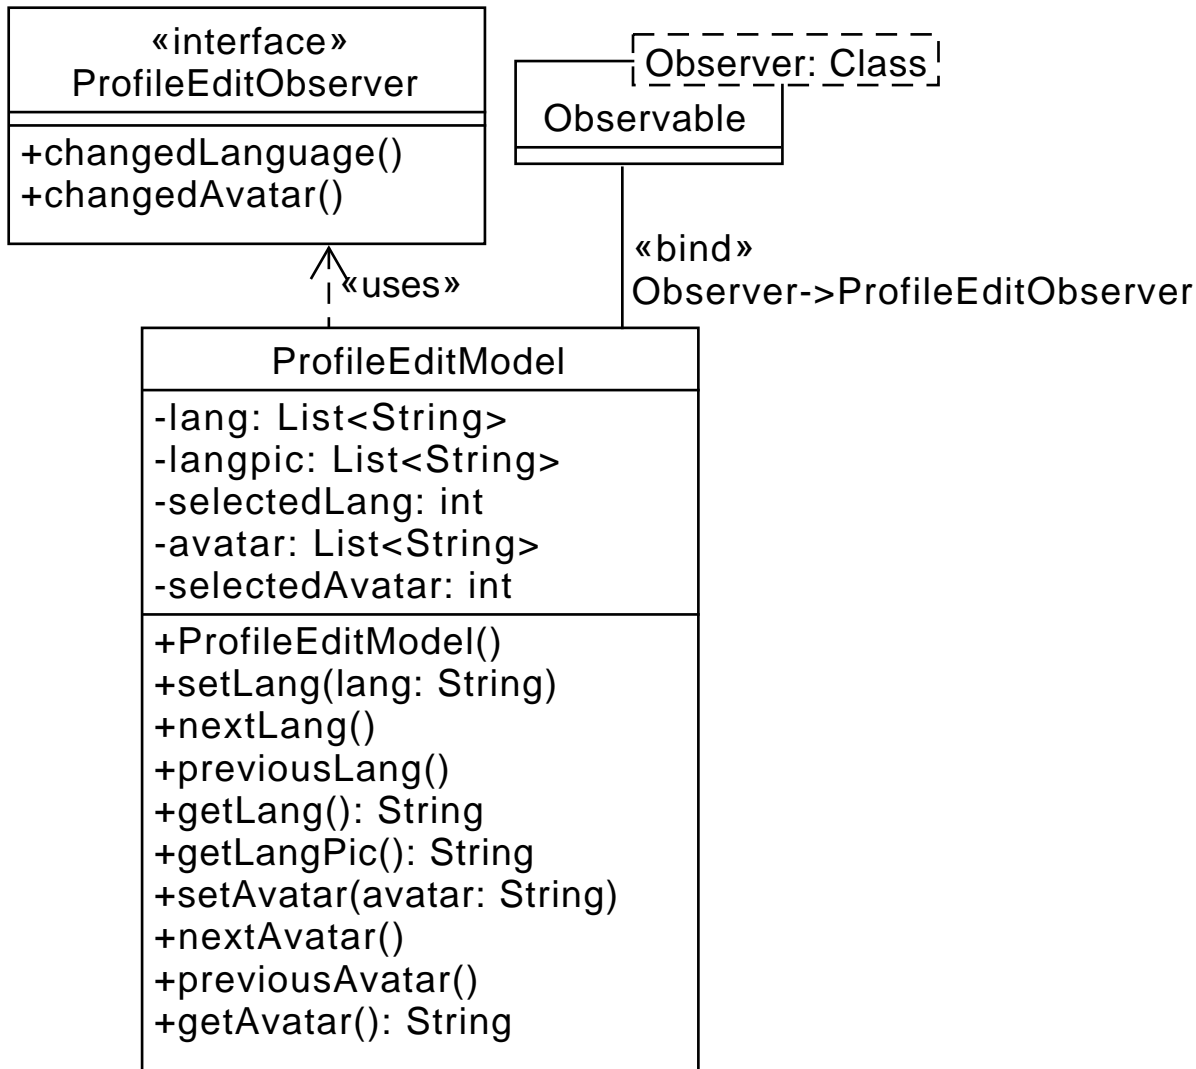 «interface»
ProfileEditObserver
+changedLanguage()
+changedAvatar()
Observer: Class
Observable
«uses»
«bind»
Observer->ProfileEditObserver
ProfileEditModel
-lang: List<String>
-langpic: List<String>
-selectedLang: int
-avatar: List<String>
-selectedAvatar: int
+ProfileEditModel()
+setLang(lang: String)
+nextLang()
+previousLang()
+getLang(): String
+getLangPic(): String
+setAvatar(avatar: String)
+nextAvatar()
+previousAvatar()
+getAvatar(): String